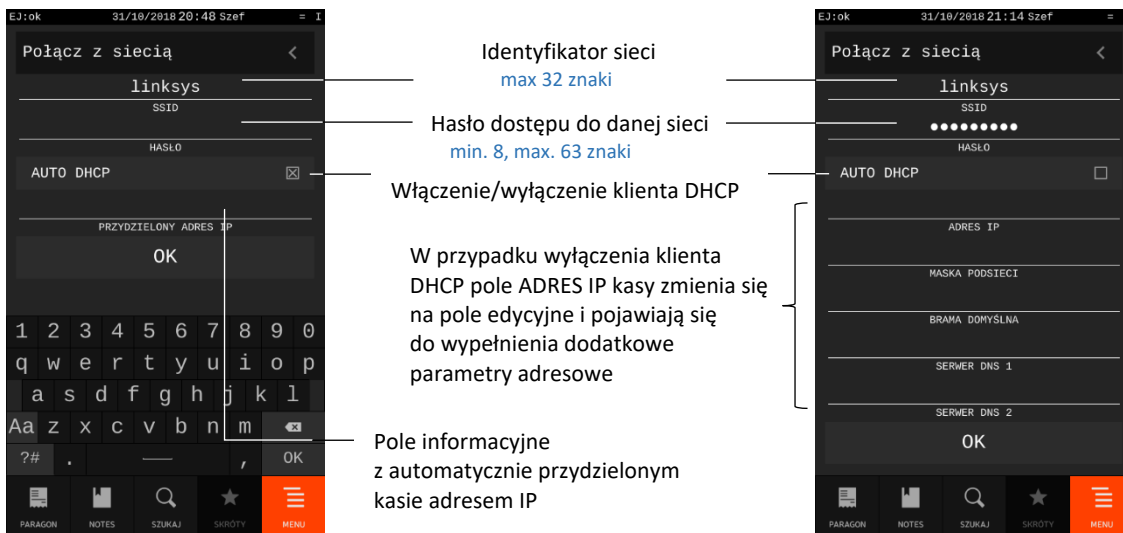 EJ:ok 31/10/2018 20:48 Szef = I
Połącz z siecią <
linksys
SSID
HASŁO
AUTO DHCP
PRZYDZIELONY ADRES IP
OK
1 2 3 4 5 6 7 8 9 0
q w e r t y u i o p
a s d f g h j k l
Aa z x c v b n m
?# . , OK
PARAGON NOTES SZUKAJ SKRÓTY MENU
Identyfikator sieci
max 32 znaki
Hasło dostępu do danej sieci
min. 8, max. 63 znaki
Włączenie/wyłączenie klienta DHCP
W przypadku wyłączenia klienta
DHCP pole ADRES IP kasy zmienia się
na pole edycyjne i pojawiają się
do wypełnienia dodatkowe
parametry adresowe
Pole informacyjne
z automatycznie przydzielonym
kasie adresem IP
EJ:ok 31/10/2018 21:14 Szef =
Połącz z siecią <
linksys
SSID
●●●●●●●●●
HASŁO
AUTO DHCP
ADRES IP
MASKA PODSIECI
BRAMA DOMYŚLNA
SERWER DNS 1
SERWER DNS 2
OK
PARAGON NOTES SZUKAJ SKRÓTY MENU